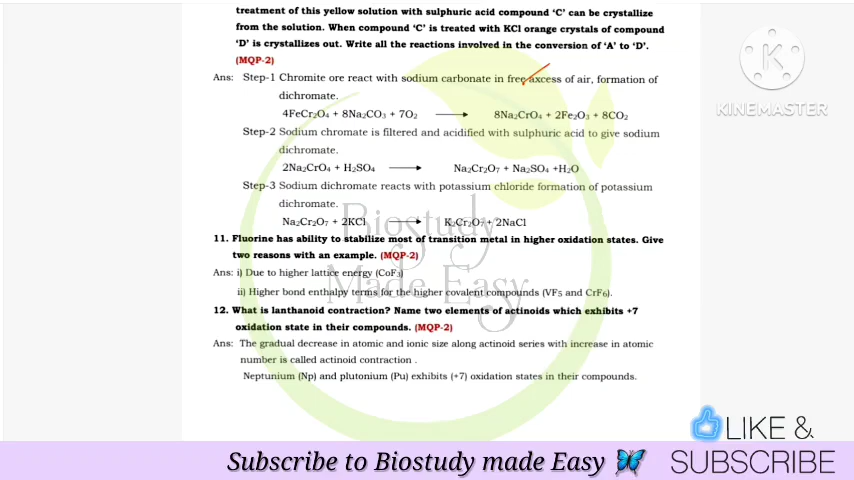 treatment of this yellow solution with sulphuric acid compound 'C' can be crystallize
from the solution. When compound 'C' is treated with KCl orange crystals of compound
'D' is crystallizes out. Write all the reactions involved in the conversion of 'A' to 'D'.
(MQP-2)
Ans: Step-1 Chromite ore react with sodium carbonate in free axcess of air, formation of
dichromate.
4FeCr₂O₄ + 8Na₂CO₃ + 7O₂ ⟶ 8Na₂CrO₄ + 2Fe₂O₃ + 8CO₂
Step-2 Sodium chromate is filtered and acidified with sulphuric acid to give sodium
dichromate.
2Na₂CrO₄ + H₂SO₄ ⟶ Na₂Cr₂O₇ + Na₂SO₄ +H₂O
Step-3 Sodium dichromate reacts with potassium chloride formation of potassium
dichromate.
Na₂Cr₂O₇ + 2KCl ⟶ K₂Cr₂O₇ + 2NaCl
11. Fluorine has ability to stabilize most of transition metal in higher oxidation states. Give
two reasons with an example. (MQP-2)
Ans: i) Due to higher lattice energy (CoF₃)
ii) Higher bond enthalpy terms for the higher covalent compounds (VF₅ and CrF₆).
12. What is lanthanoid contraction? Name two elements of actinoids which exhibits +7
oxidation state in their compounds. (MQP-2)
Ans: The gradual decrease in atomic and ionic size along actinoid series with increase in atomic
number is called actinoid contraction .
Neptunium (Np) and plutonium (Pu) exhibits (+7) oxidation states in their compounds.
Biostudy
Made Easy
K
KINEMASTER
LIKE &
SUBSCRIBE
Subscribe to Biostudy made Easy 🦋